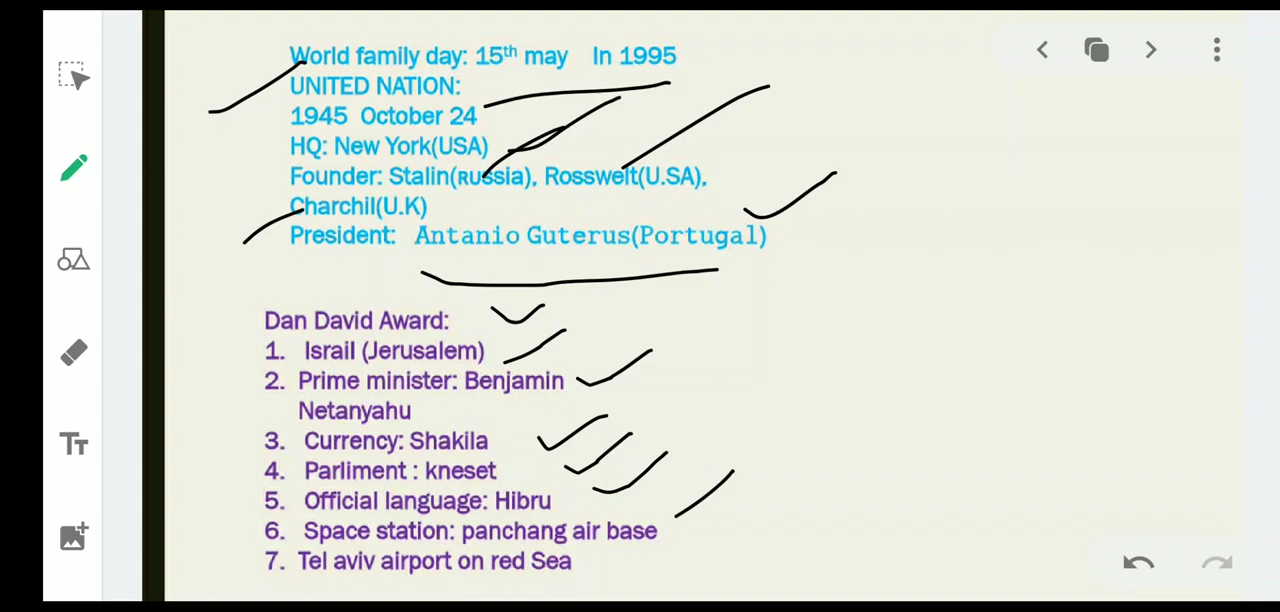 World family day: 15th may In 1995
UNITED NATION:
1945 October 24
HQ: New York(USA)
Founder: Stalin(RUssia), Rosswelt(U.SA),
Charchil(U.K)
President: Antanio Guterus(Portugal)
Dan David Award:
1. Israil (Jerusalem)
2. Prime minister: Benjamin
Netanyahu
3. Currency: Shakila
4. Parliment : kneset
5. Official language: Hibru
6. Space station: panchang air base
7. Tel aviv airport on red Sea
TT